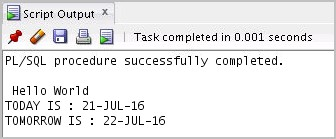 Script Output x
Task completed in 0.001 seconds
PL/SQL procedure successfully completed.
Hello World
TODAY IS : 21-JUL-16
TOMORROW IS : 22-JUL-16